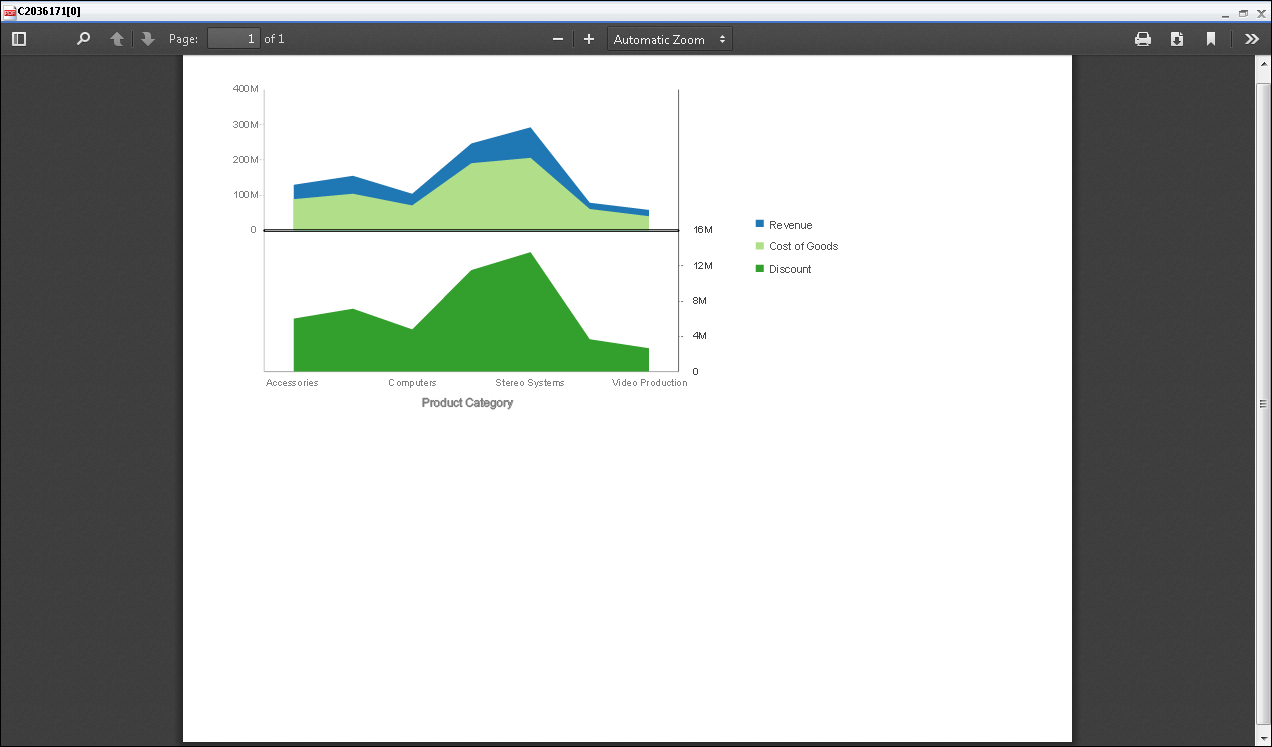 C2036171[0]
Page: 1 of 1 Automatic Zoom
400M
300M
200M
100M
0
16M
12M
8M
4M
0
Revenue
Cost of Goods
Discount
Accessories Computers Stereo Systems Video Production
Product Category